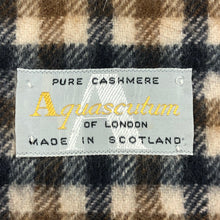 PURE CASHMERE
Aquascutum
OF LONDON
MADE IN SCOTLAND